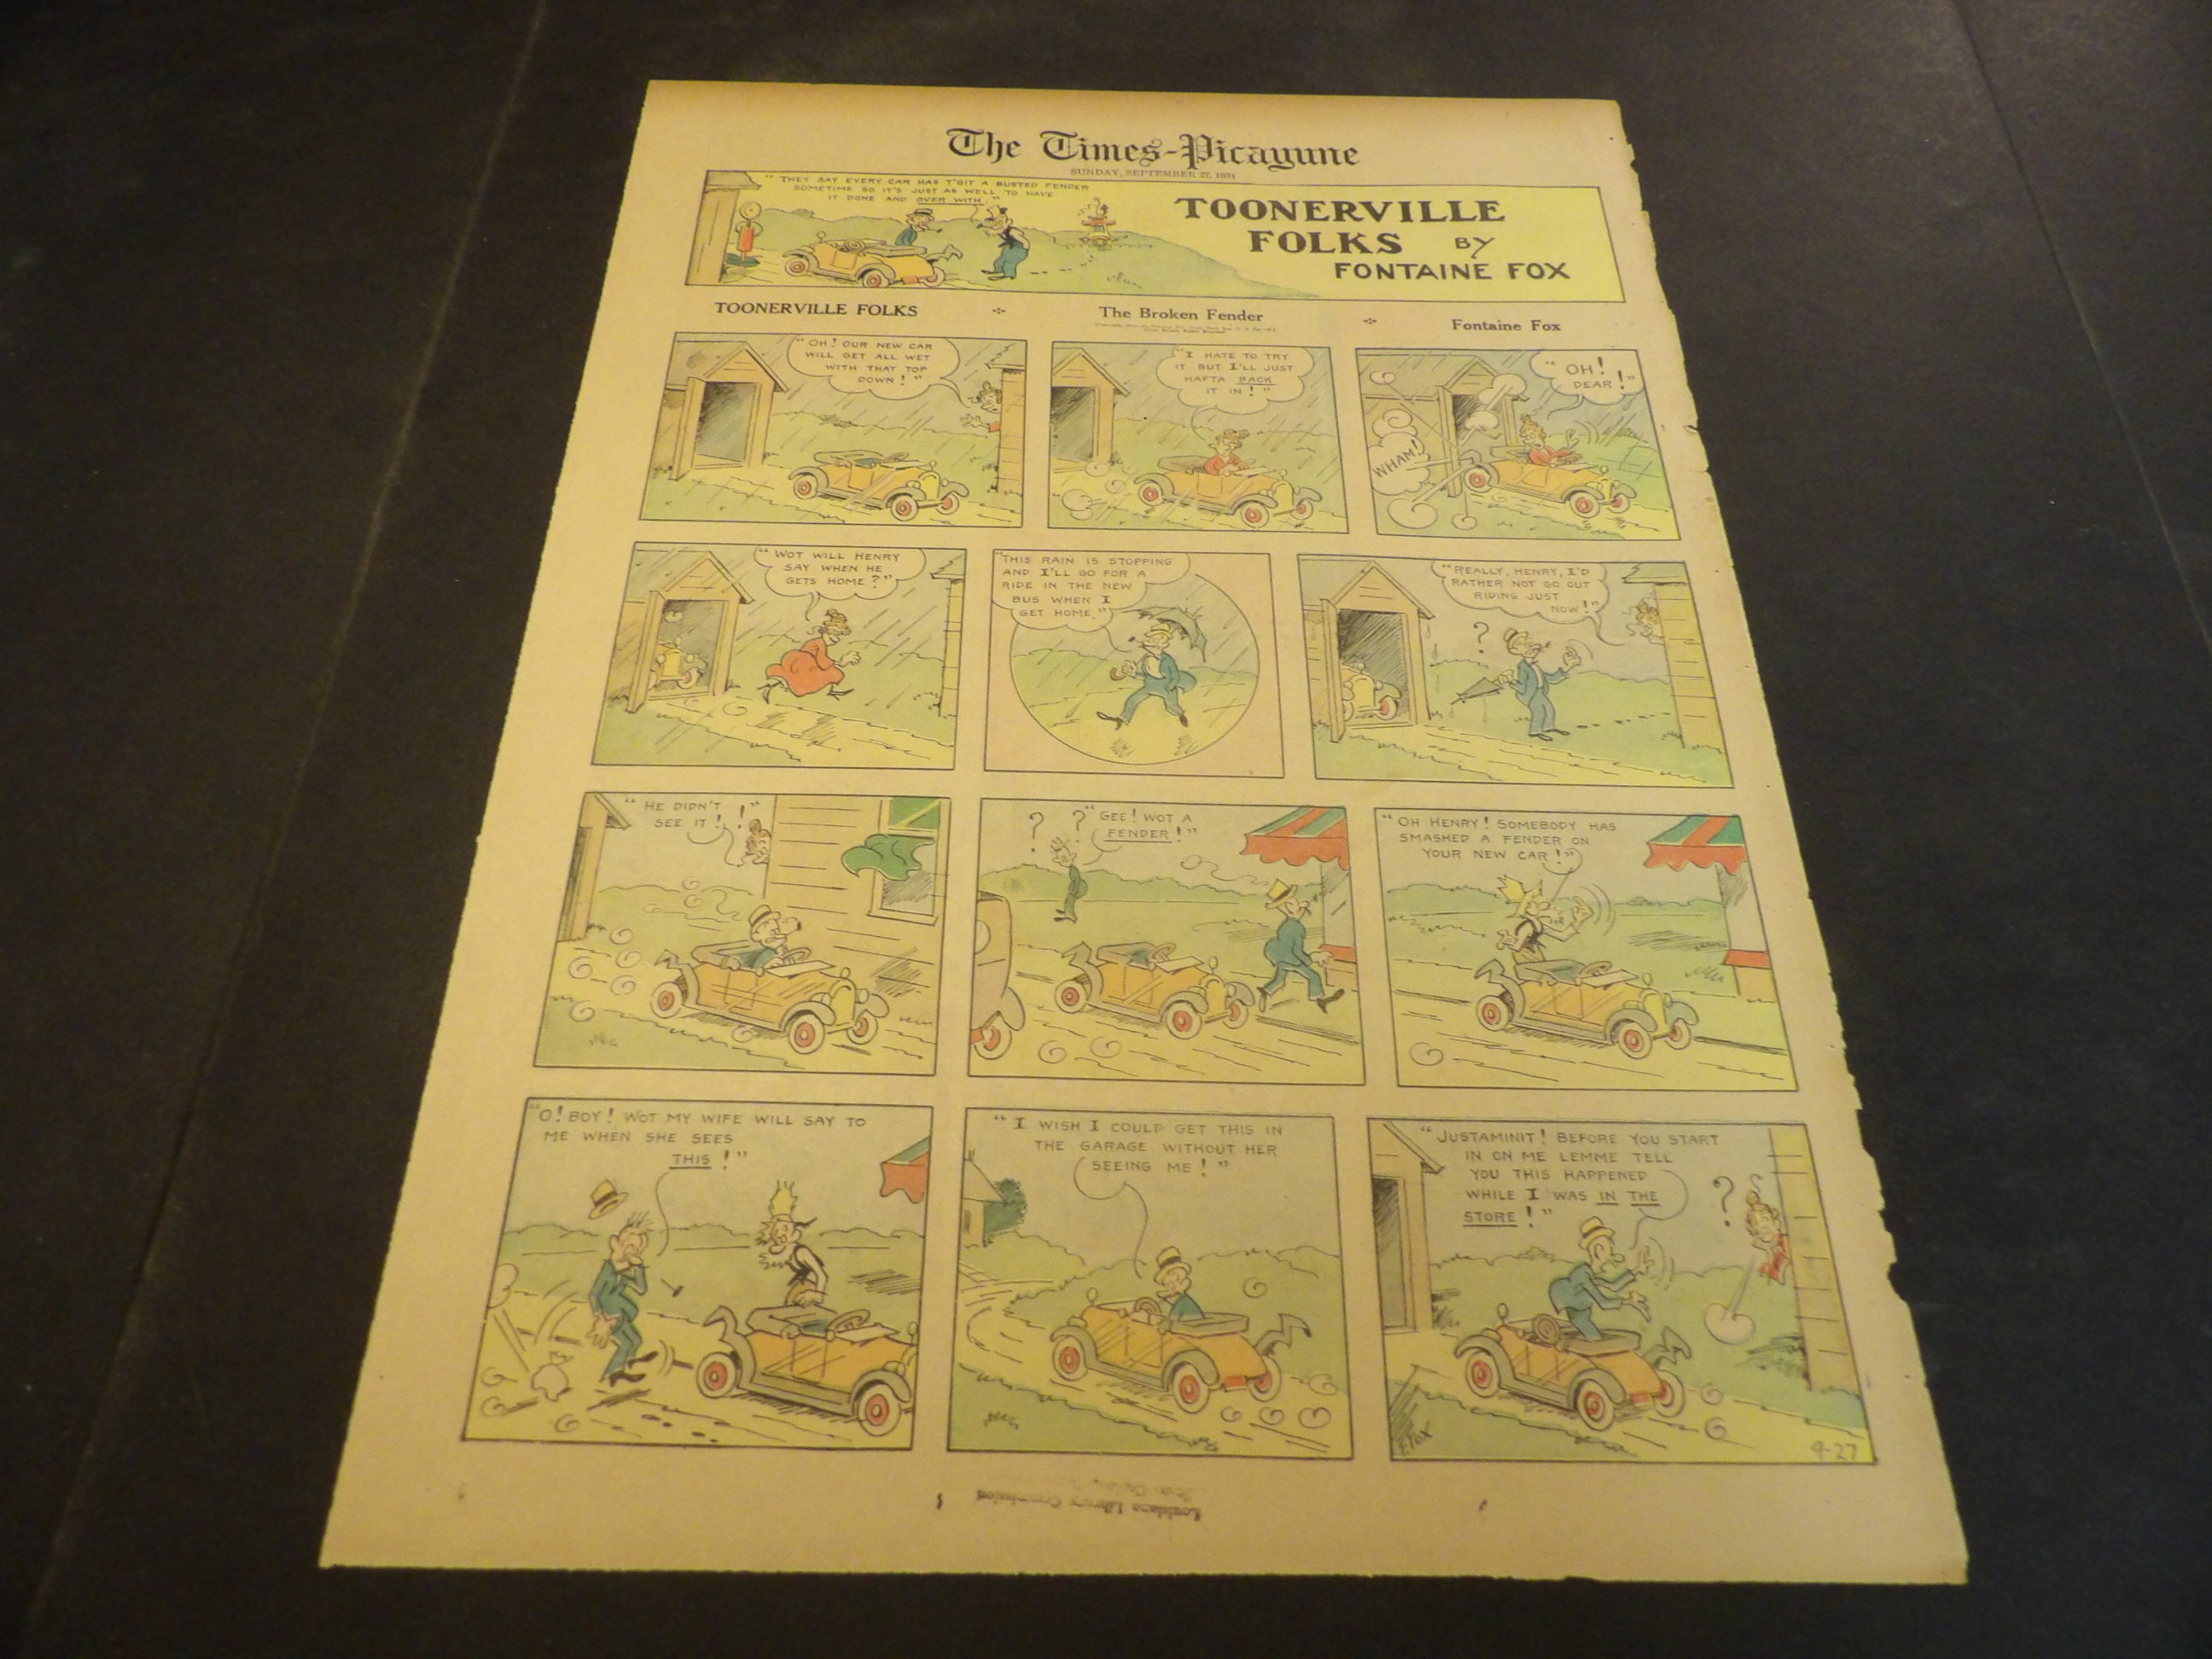 The Times-Picayune
SUNDAY, SEPTEMBER 27, 1931
"THEY SAY EVERY CAR HAS T'GIT A BUSTED FENDER
SOMETIME SO IT'S JUST AS WELL TO HAVE
IT DONE AND OVER WITH."
TOONERVILLE
FOLKS BY
FONTAINE FOX
TOONERVILLE FOLKS
The Broken Fender
Fontaine Fox
"OH! OUR NEW CAR
WILL GET ALL WET
WITH THAT TOP
DOWN!"
"I HATE TO TRY
IT BUT I'LL JUST
HAFTA BACK
IT IN!"
"OH!
DEAR!"
WHAM!
"WOT WILL HENRY
SAY WHEN HE
GETS HOME?"
"THIS RAIN IS STOPPING
AND I'LL GO FOR A
RIDE IN THE NEW
BUS WHEN I
GET HOME."
"REALLY, HENRY, I'D
RATHER NOT GO OUT
RIDING JUST
NOW!"
?
"HE DIDN'T
SEE IT!!"
? ?
"GEE! WOT A
FENDER!"
"OH HENRY! SOMEBODY HAS
SMASHED A FENDER ON
YOUR NEW CAR!"
"O! BOY! WOT MY WIFE WILL SAY TO
ME WHEN SHE SEES
THIS!"
"I WISH I COULD GET THIS IN
THE GARAGE WITHOUT HER
SEEING ME!"
"JUSTAMINIT! BEFORE YOU START
IN ON ME LEMME TELL
YOU THIS HAPPENED
WHILE I WAS IN THE
STORE!"
?
F. Fox
9-27
Louisiana Library Commission